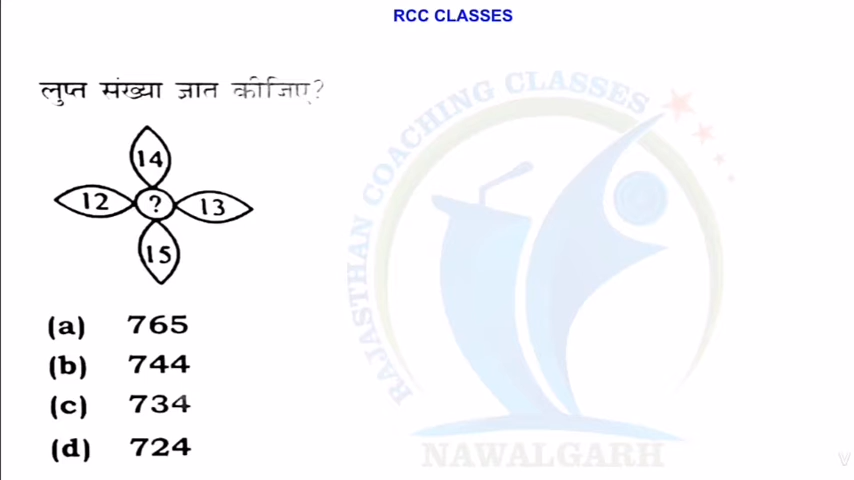 RCC CLASSES
लुप्त संख्या ज्ञात कीजिए?
14
12 ? 13
15
(a) 765
(b) 744
(c) 734
(d) 724
RAJASTHAN COACHING CLASSES
NAWALGARH